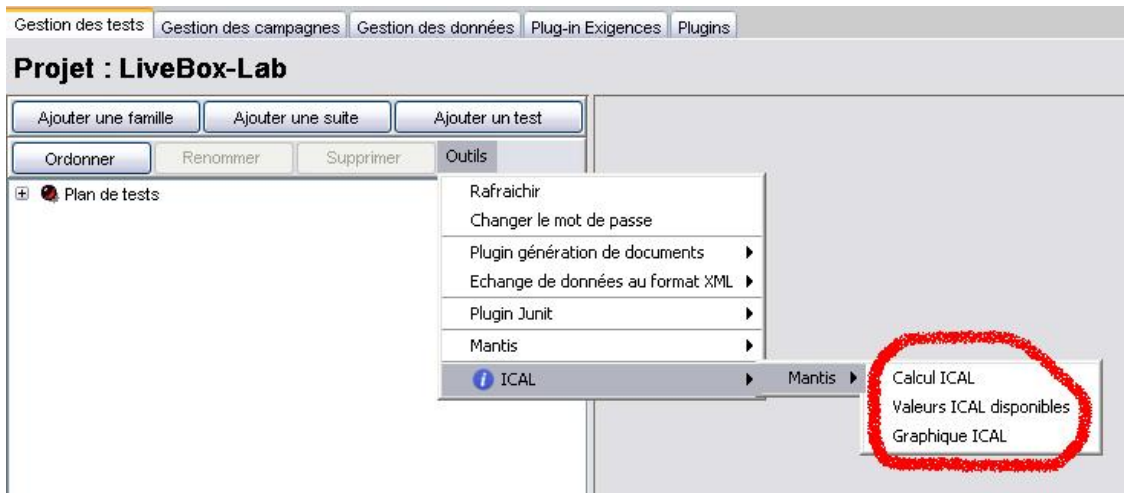 Gestion des tests Gestion des campagnes Gestion des données Plug-in Exigences Plugins
Projet : LiveBox-Lab
Ajouter une famille Ajouter une suite Ajouter un test
Ordonner Renommer Supprimer Outils
Plan de tests
Rafraichir
Changer le mot de passe
Plugin génération de documents
Echange de données au format XML
Plugin Junit
Mantis
ICAL
Mantis
Calcul ICAL
Valeurs ICAL disponibles
Graphique ICAL